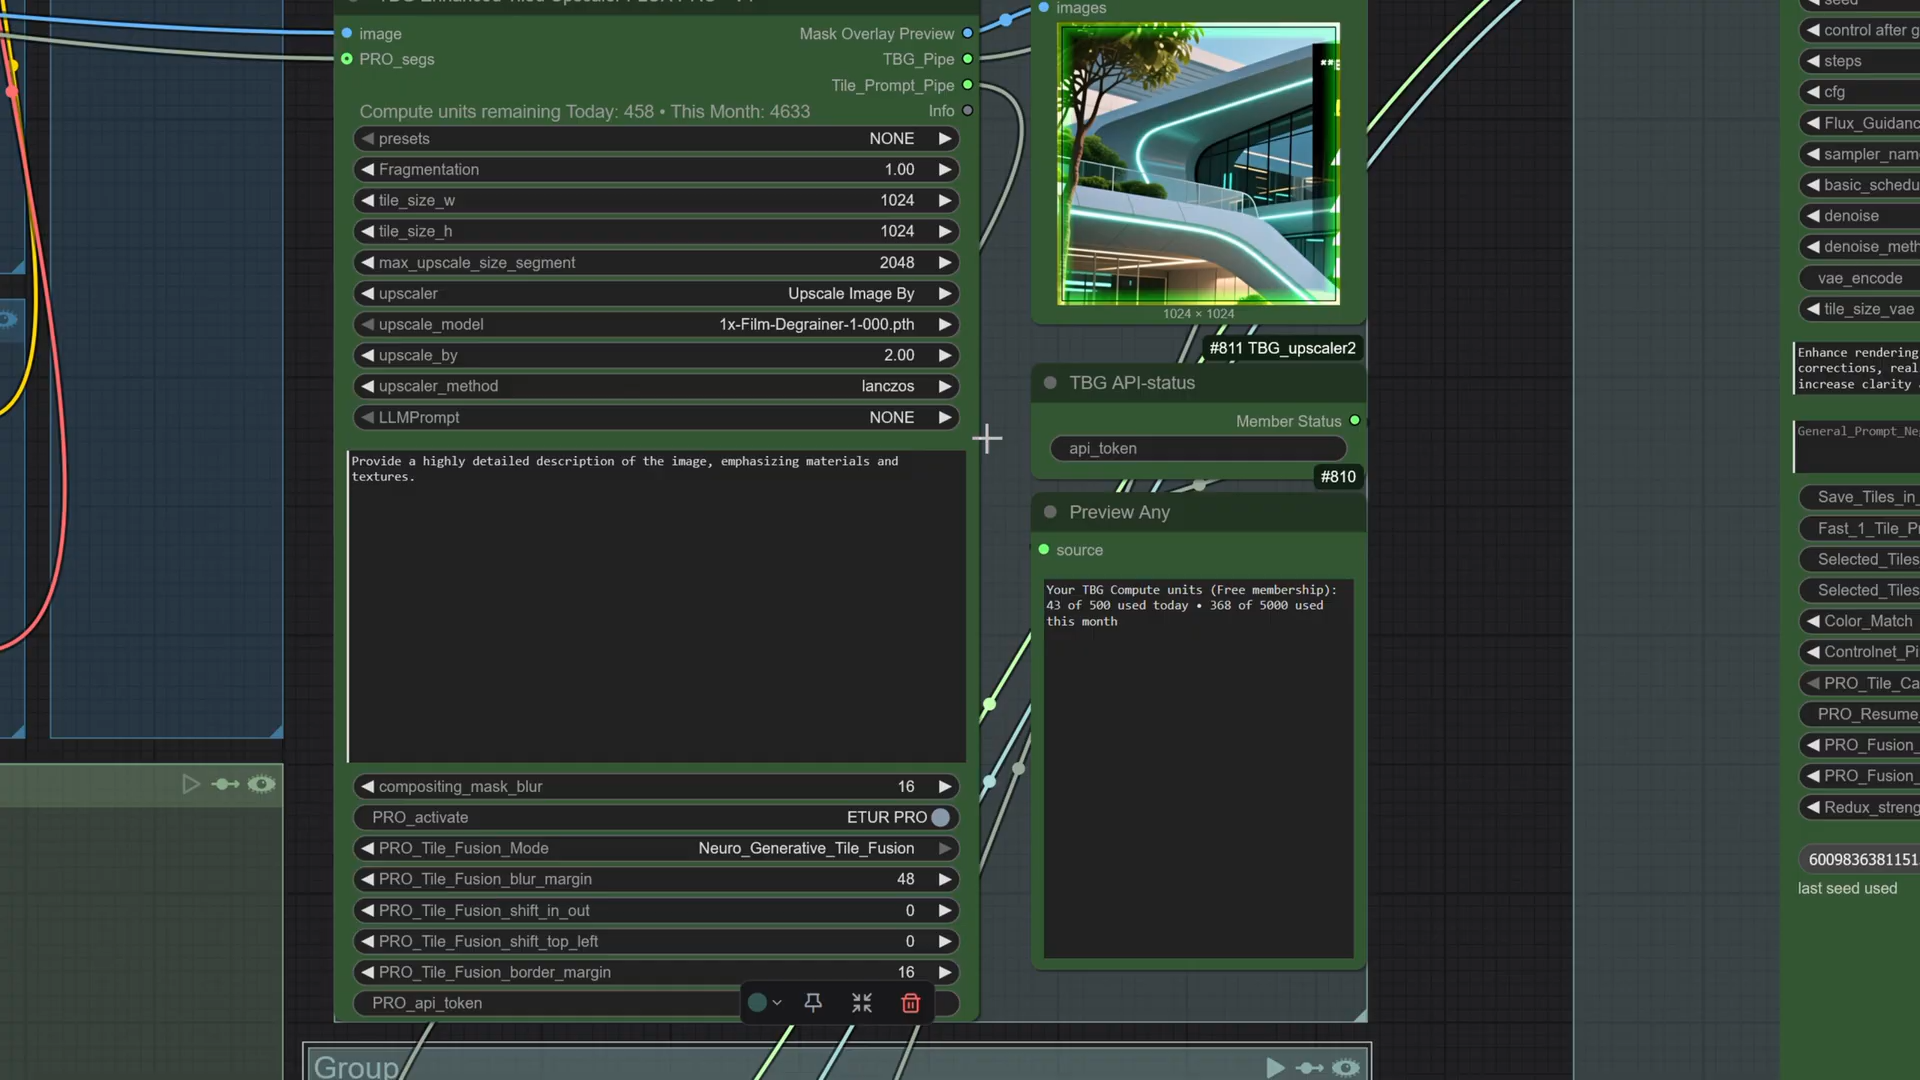 image
PRO_segs
Mask Overlay Preview
TBG_Pipe
Tile_Prompt_Pipe
Compute units remaining Today: 458 • This Month: 4633
Info
presets NONE
Fragmentation 1.00
tile_size_w 1024
tile_size_h 1024
max_upscale_size_segment 2048
upscaler Upscale Image By
upscale_model 1x-Film-Degrainer-1-000.pth
upscale_by 2.00
upscaler_method lanczos
LLMPrompt NONE
Provide a highly detailed description of the image, emphasizing materials and
textures.
compositing_mask_blur 16
PRO_activate ETUR PRO
PRO_Tile_Fusion_Mode Neuro_Generative_Tile_Fusion
PRO_Tile_Fusion_blur_margin 48
PRO_Tile_Fusion_shift_in_out 0
PRO_Tile_Fusion_shift_top_left 0
PRO_Tile_Fusion_border_margin 16
PRO_api_token
Group
images
1024 × 1024
#811 TBG_upscaler2
TBG API-status
Member Status
api_token
#810
Preview Any
source
Your TBG Compute units (Free membership):
43 of 500 used today • 368 of 5000 used
this month
control after g
steps
cfg
Flux_Guidanc
sampler_nam
basic_schedu
denoise
denoise_meth
vae_encode
tile_size_vae
Enhance rendering
corrections, real
increase clarity
General_Prompt_Ne
Save_Tiles_in_
Fast_1_Tile_Pr
Selected_Tiles
Selected_Tiles
Color_Match
Controlnet_Pi
PRO_Tile_Ca
PRO_Resume_
PRO_Fusion_
PRO_Fusion_
Redux_streng
6009836381151
last seed used